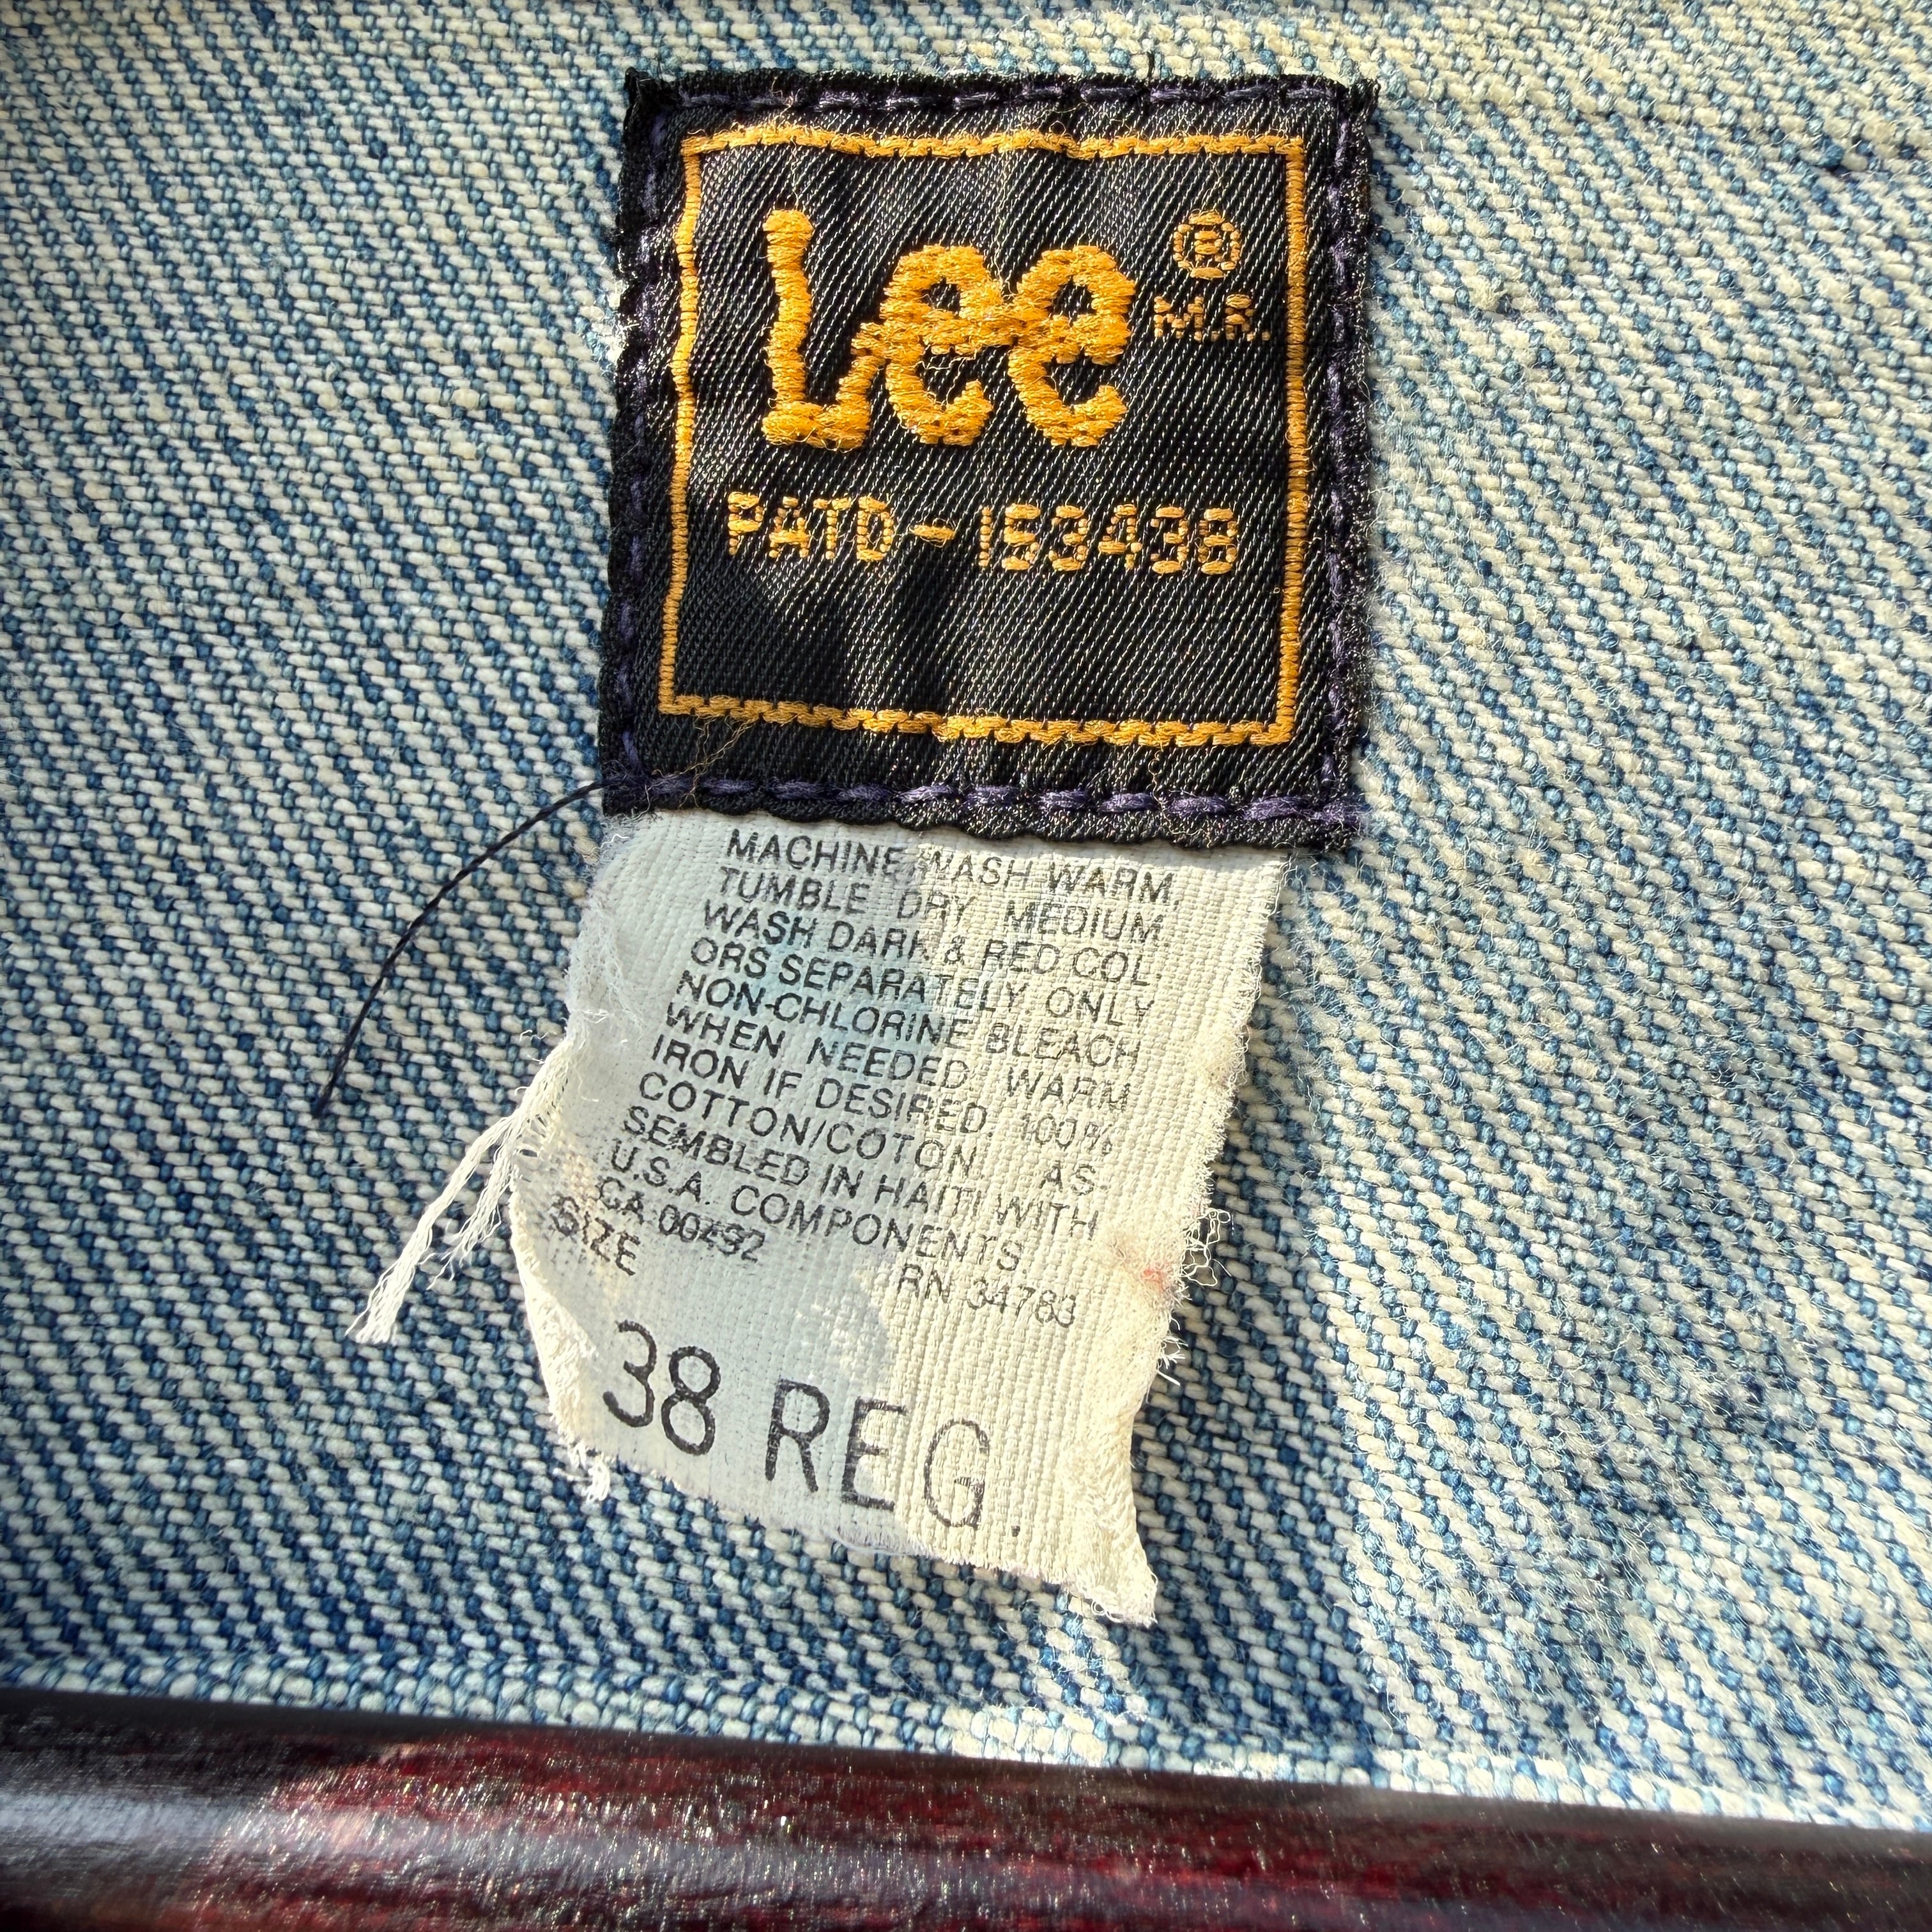 Lee ®
M.R.
PATD-153438
MACHINE WASH WARM,
TUMBLE DRY MEDIUM.
WASH DARK & RED COL-
ORS SEPARATELY. ONLY
NON-CHLORINE BLEACH
WHEN NEEDED. WARM
IRON IF DESIRED. 100%
COTTON/COTON. AS-
SEMBLED IN HAITI WITH
U.S.A. COMPONENTS.
CA 00492 RN 34763
SIZE
38 REG.